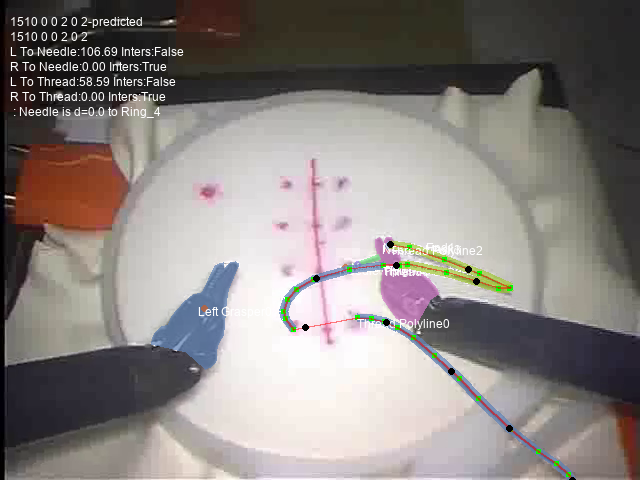 1510 0 0 2 0 2-predicted
1510 0 0 2 0 2
L To Needle:106.69 Inters:False
R To Needle:0.00 Inters:True
L To Thread:58.59 Inters:False
R To Thread:0.00 Inters:True
: Needle is d=0.0 to Ring_4
Thread Polyline2
Left Grasper
Thread Polyline0